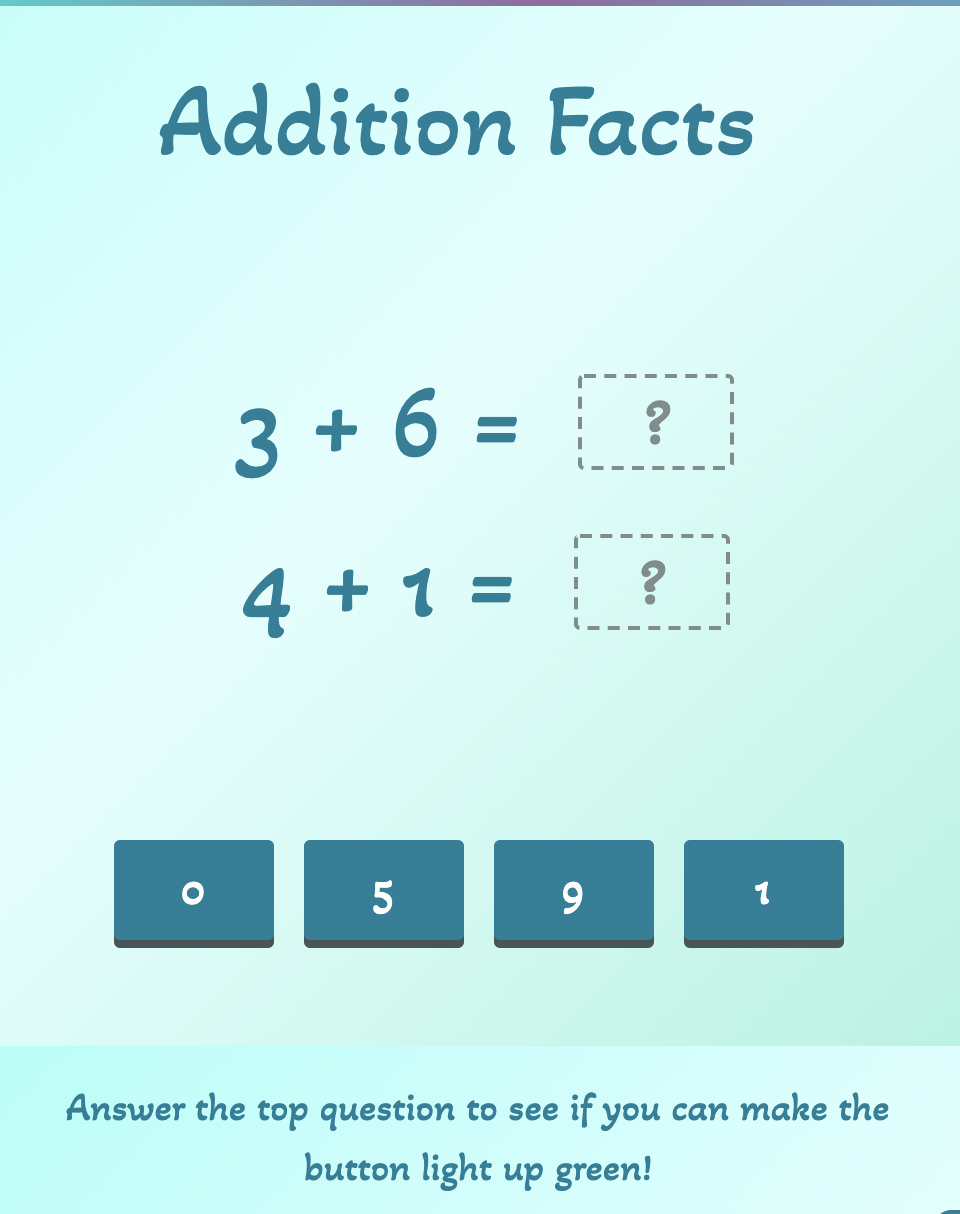 Addition Facts
3 + 6 = ?
4 + 1 = ?
0 5 9 1
Answer the top question to see if you can make the
button light up green!